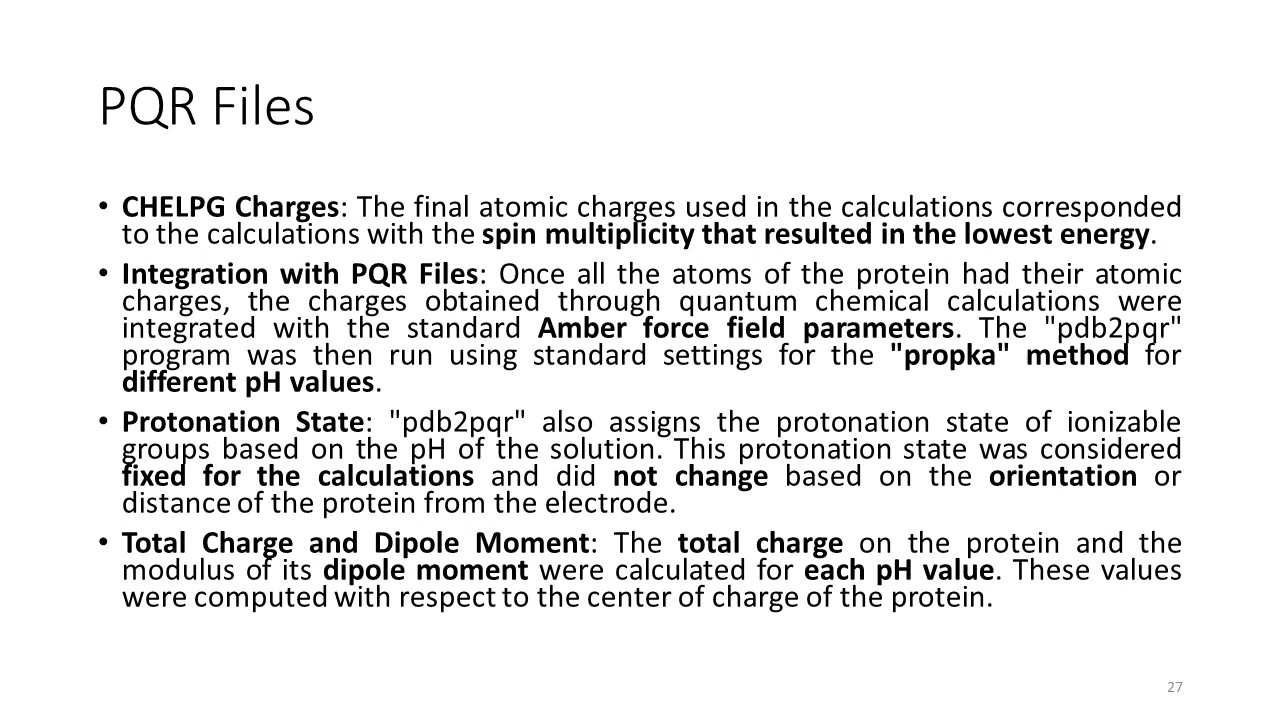 PQR Files
• CHELPG Charges: The final atomic charges used in the calculations corresponded
to the calculations with the spin multiplicity that resulted in the lowest energy.
• Integration with PQR Files: Once all the atoms of the protein had their atomic
charges, the charges obtained through quantum chemical calculations were
integrated with the standard Amber force field parameters. The "pdb2pqr"
program was then run using standard settings for the "propka" method for
different pH values.
• Protonation State: "pdb2pqr" also assigns the protonation state of ionizable
groups based on the pH of the solution. This protonation state was considered
fixed for the calculations and did not change based on the orientation or
distance of the protein from the electrode.
• Total Charge and Dipole Moment: The total charge on the protein and the
modulus of its dipole moment were calculated for each pH value. These values
were computed with respect to the center of charge of the protein.
27